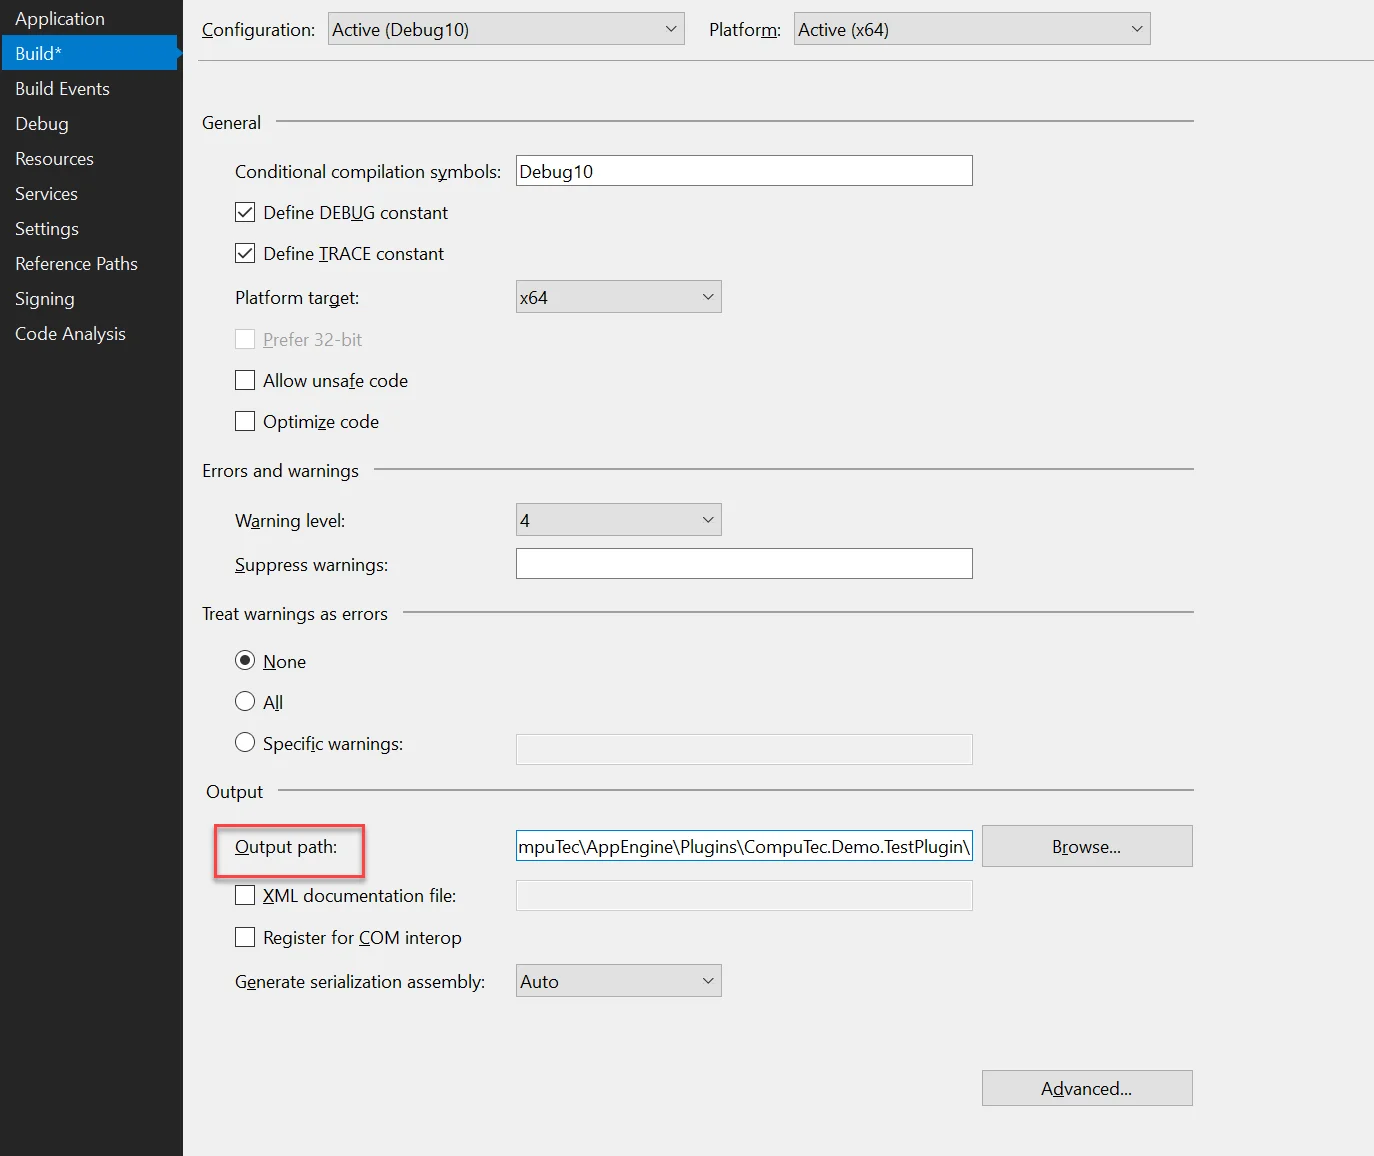 Application
Build*
Build Events
Debug
Resources
Services
Settings
Reference Paths
Signing
Code Analysis
Configuration: Active (Debug10) Platform: Active (x64)
General
Conditional compilation symbols: Debug10
Define DEBUG constant
Define TRACE constant
Platform target: x64
Prefer 32-bit
Allow unsafe code
Optimize code
Errors and warnings
Warning level: 4
Suppress warnings:
Treat warnings as errors
None
All
Specific warnings:
Output
Output path: mpuTec\AppEngine\Plugins\CompuTec.Demo.TestPlugin\ Browse...
XML documentation file:
Register for COM interop
Generate serialization assembly: Auto
Advanced...